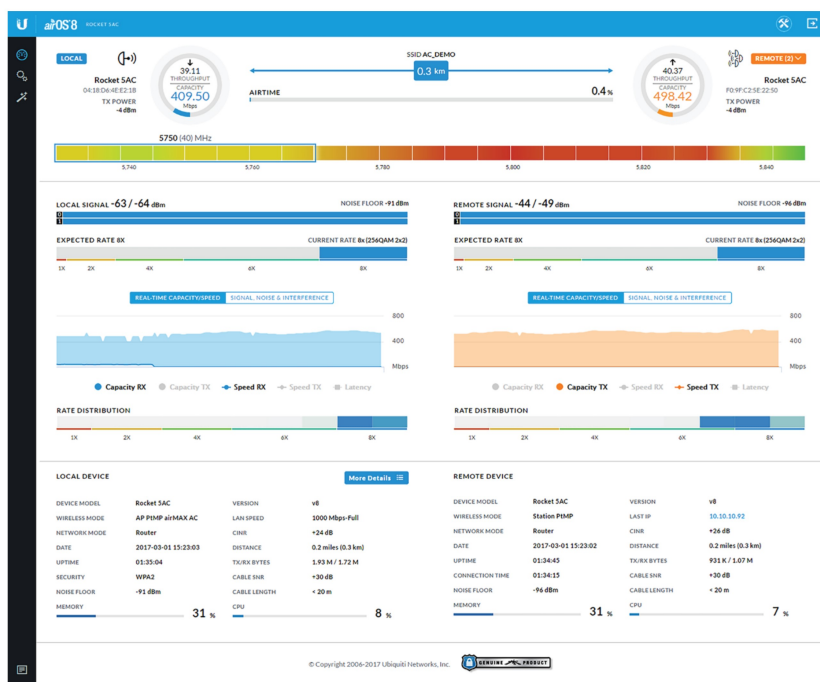 U airOS 8 ROCKET 5AC
LOCAL
Rocket 5AC
04:18:D6:4E:E2:1B
TX POWER
-4 dBm
39.11
THROUGHPUT
CAPACITY
409.50
Mbps
SSID AC_DEMO
0.3 km
AIRTIME 0.4 %
40.37
THROUGHPUT
CAPACITY
498.42
Mbps
REMOTE (2)
Rocket 5AC
F0:9F:C2:5E:22:50
TX POWER
-4 dBm
5750 (40) MHz
5.740 5.760 5.780 5.800 5.820 5.840
LOCAL SIGNAL -63 / -64 dBm NOISE FLOOR -91 dBm
0
1
EXPECTED RATE 8X CURRENT RATE 8x (256QAM 2x2)
1X 2X 4X 6X 8X
REAL-TIME CAPACITY/SPEED SIGNAL, NOISE & INTERFERENCE
800
400
Mbps
Capacity RX Capacity TX Speed RX Speed TX Latency
RATE DISTRIBUTION
1X 2X 4X 6X 8X
REMOTE SIGNAL -44 / -49 dBm NOISE FLOOR -96 dBm
0
1
EXPECTED RATE 8X CURRENT RATE 8x (256QAM 2x2)
1X 2X 4X 6X 8X
REAL-TIME CAPACITY/SPEED SIGNAL, NOISE & INTERFERENCE
800
400
Mbps
Capacity RX Capacity TX Speed RX Speed TX Latency
RATE DISTRIBUTION
1X 2X 4X 6X 8X
LOCAL DEVICE More Details
DEVICE MODEL Rocket 5AC VERSION v8
WIRELESS MODE AP PtMP airMAX AC LAN SPEED 1000 Mbps-Full
NETWORK MODE Router CINR +24 dB
DATE 2017-03-01 15:23:03 DISTANCE 0.2 miles (0.3 km)
UPTIME 01:35:04 TX/RX BYTES 1.93 M / 1.72 M
SECURITY WPA2 CABLE SNR +30 dB
NOISE FLOOR -91 dBm CABLE LENGTH < 20 m
MEMORY 31 % CPU 8 %
REMOTE DEVICE
DEVICE MODEL Rocket 5AC VERSION v8
WIRELESS MODE Station PtMP LAST IP 10.10.10.92
NETWORK MODE Router CINR +26 dB
DATE 2017-03-01 15:23:02 DISTANCE 0.2 miles (0.3 km)
UPTIME 01:34:45 TX/RX BYTES 931 K / 1.07 M
CONNECTION TIME 01:34:15 CABLE SNR +30 dB
NOISE FLOOR -96 dBm CABLE LENGTH < 20 m
MEMORY 31 % CPU 7 %
© Copyright 2006-2017 Ubiquiti Networks, Inc. GENUINE PRODUCT